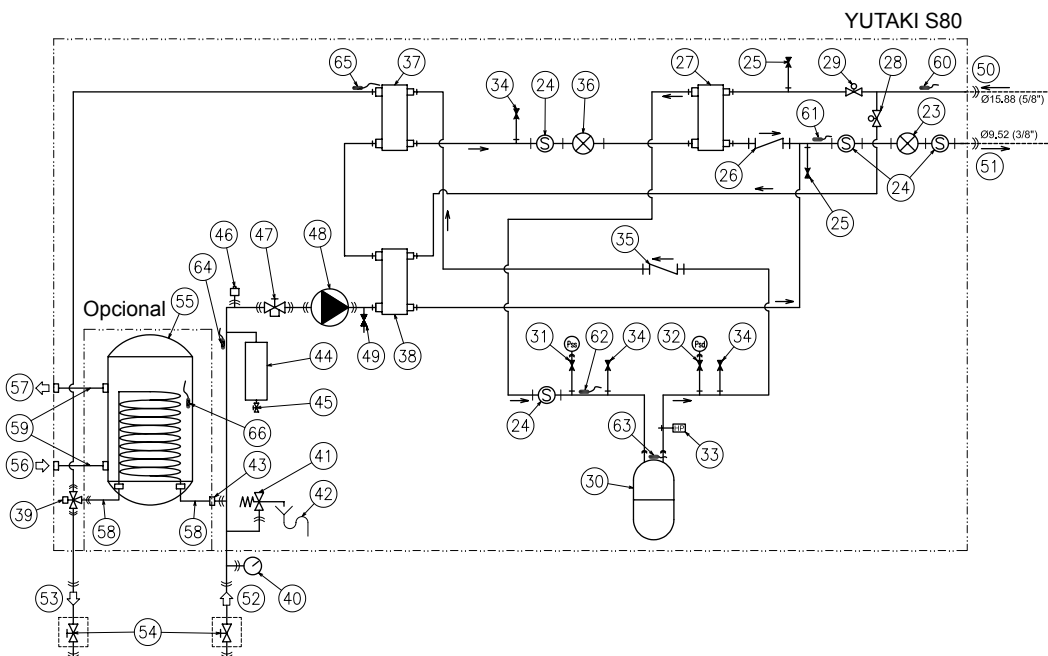 YUTAKI S80
65 37 34 24 36 27 25 29 28 60 50
Ø15.88 (5/8")
61 23
Ø9.52 (3/8")
S S S
51
26 24
25
46 47 48 35
64
Opcional 55
49 38
31 Pss 62 34 32 Psd 34
44
57
45
S
59 66 24
HP 33
63
56 43 41
30
39 42
58 58
53 52 40
54